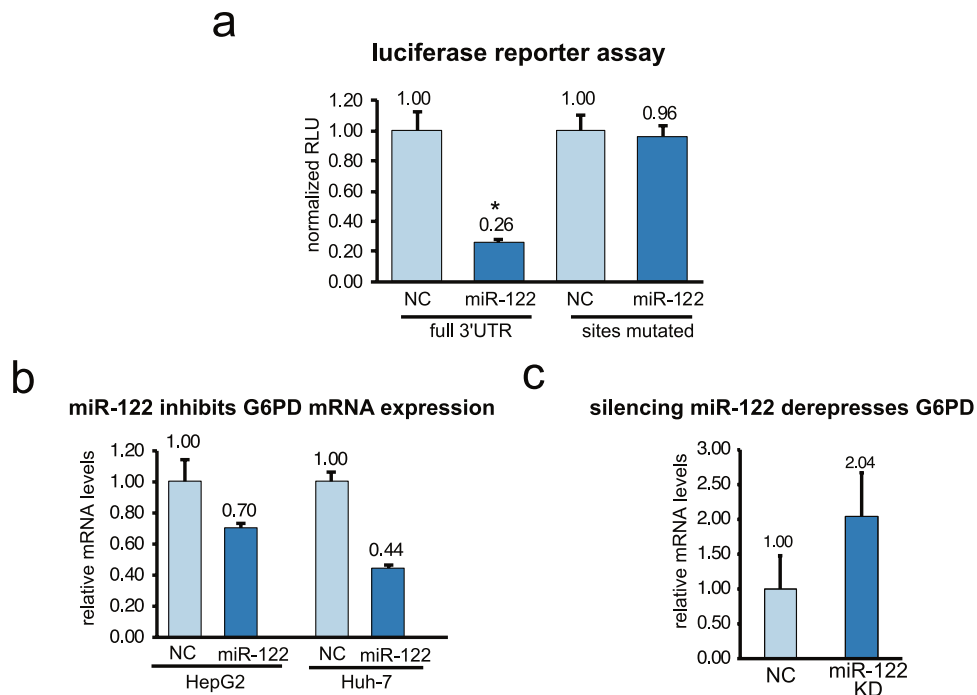 a
luciferase reporter assay
normalized RLU
1.20
1.00
0.80
0.60
0.40
0.20
0.00
1.00
*
0.26
1.00
0.96
NC
miR-122
NC
miR-122
full 3'UTR
sites mutated
b
miR-122 inhibits G6PD mRNA expression
relative mRNA levels
1.20
1.00
0.80
0.60
0.40
0.20
0.00
1.00
0.70
1.00
0.44
NC
miR-122
NC
miR-122
HepG2
Huh-7
c
silencing miR-122 derepresses G6PD
relative mRNA levels
3.00
2.50
2.00
1.50
1.00
0.50
0.00
1.00
2.04
NC
miR-122
KD